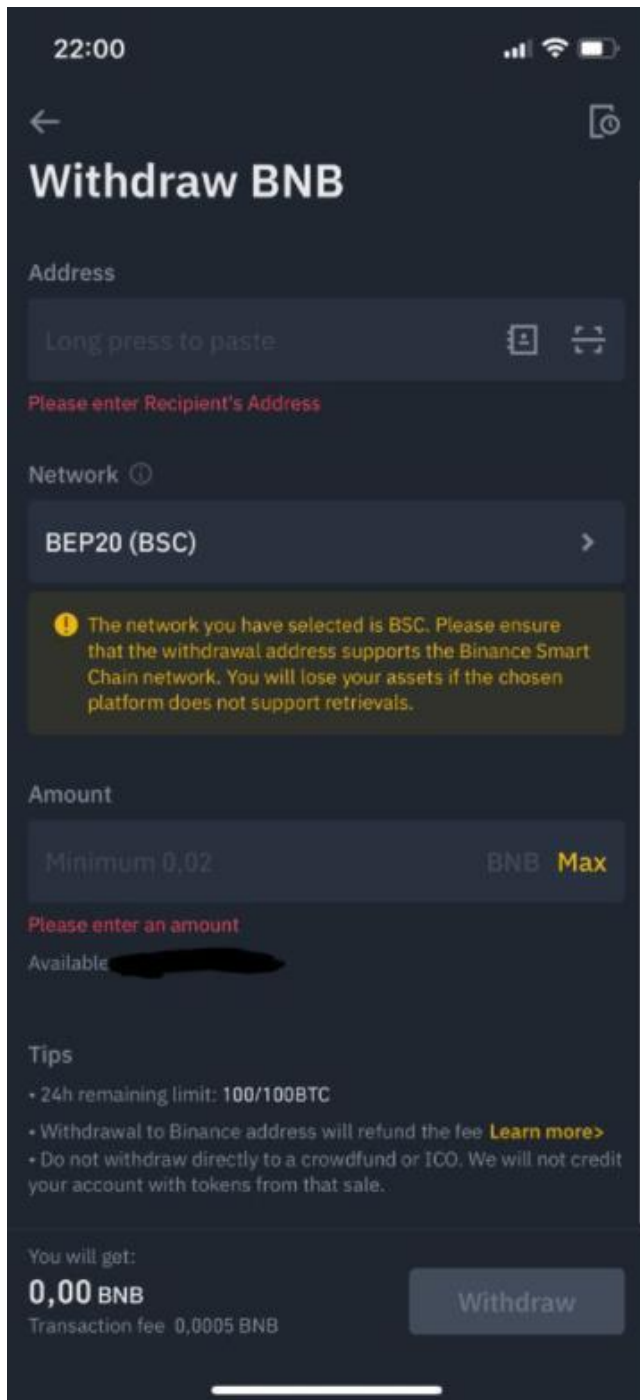 22:00
Withdraw BNB
Address
Long press to paste
Please enter Recipient's Address
Network
BEP20 (BSC)
The network you have selected is BSC. Please ensure
that the withdrawal address supports the Binance Smart
Chain network. You will lose your assets if the chosen
platform does not support retrievals.
Amount
Minimum 0,02 BNB Max
Please enter an amount
Available
Tips
• 24h remaining limit: 100/100BTC
• Withdrawal to Binance address will refund the fee Learn more>
• Do not withdraw directly to a crowdfund or ICO. We will not credit
your account with tokens from that sale.
You will get:
0,00 BNB
Transaction fee 0,0005 BNB
Withdraw